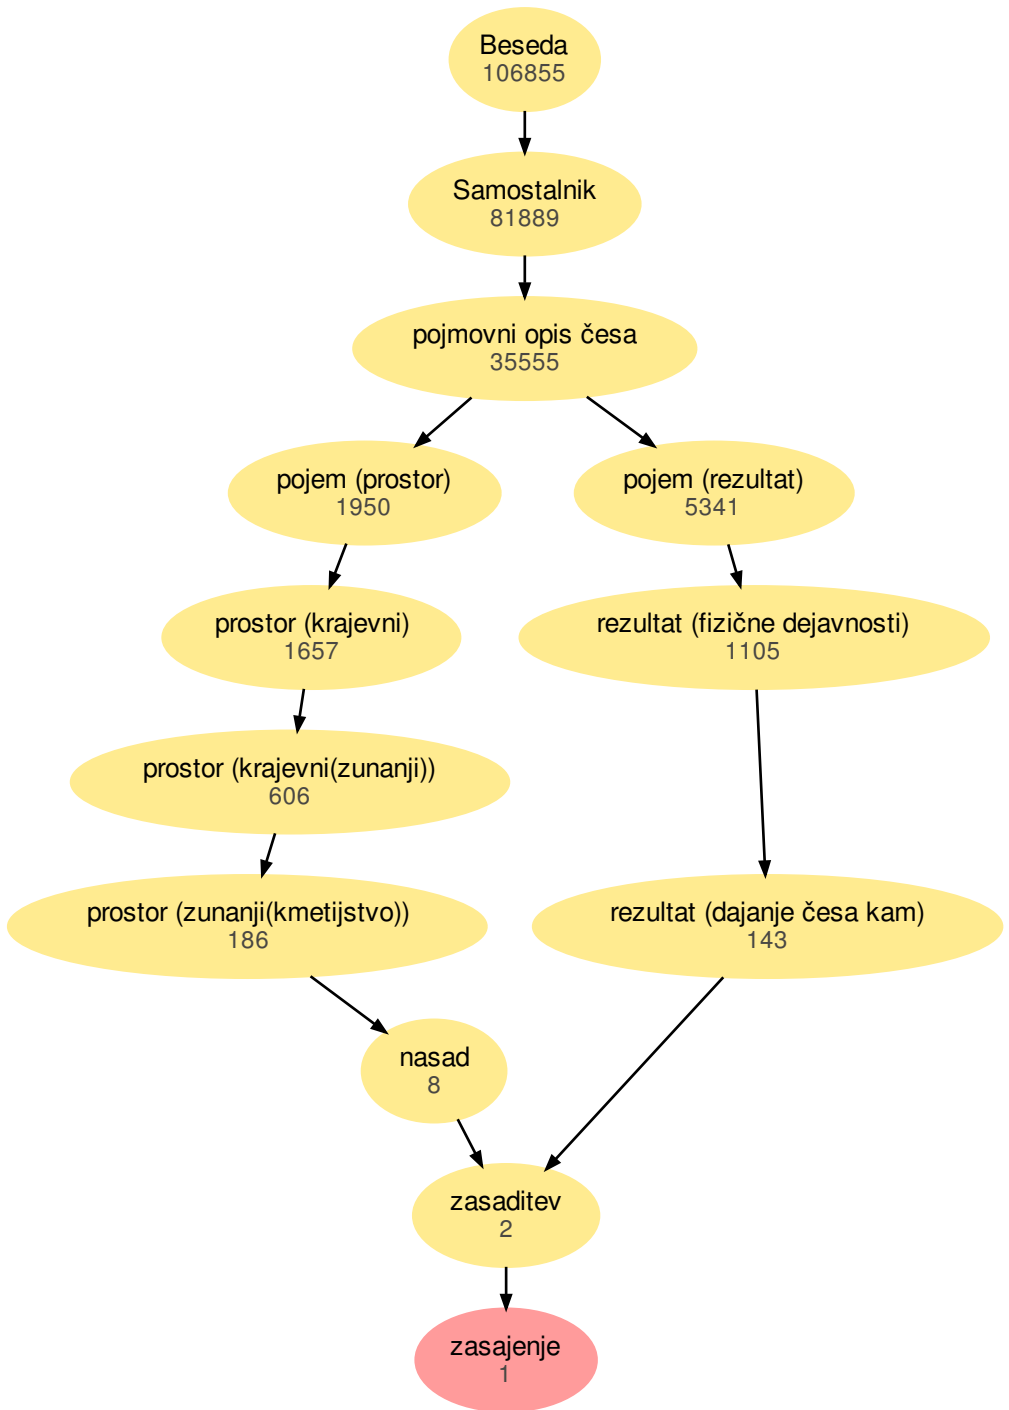 Beseda
106855
Samostalnik
81889
pojmovni opis česa
35555
pojem (prostor)
1950
pojem (rezultat)
5341
prostor (krajevni)
1657
rezultat (fizične dejavnosti)
1105
prostor (krajevni(zunanji))
606
prostor (zunanji(kmetijstvo))
186
rezultat (dajanje česa kam)
143
nasad
8
zasaditev
2
zasajenje
1